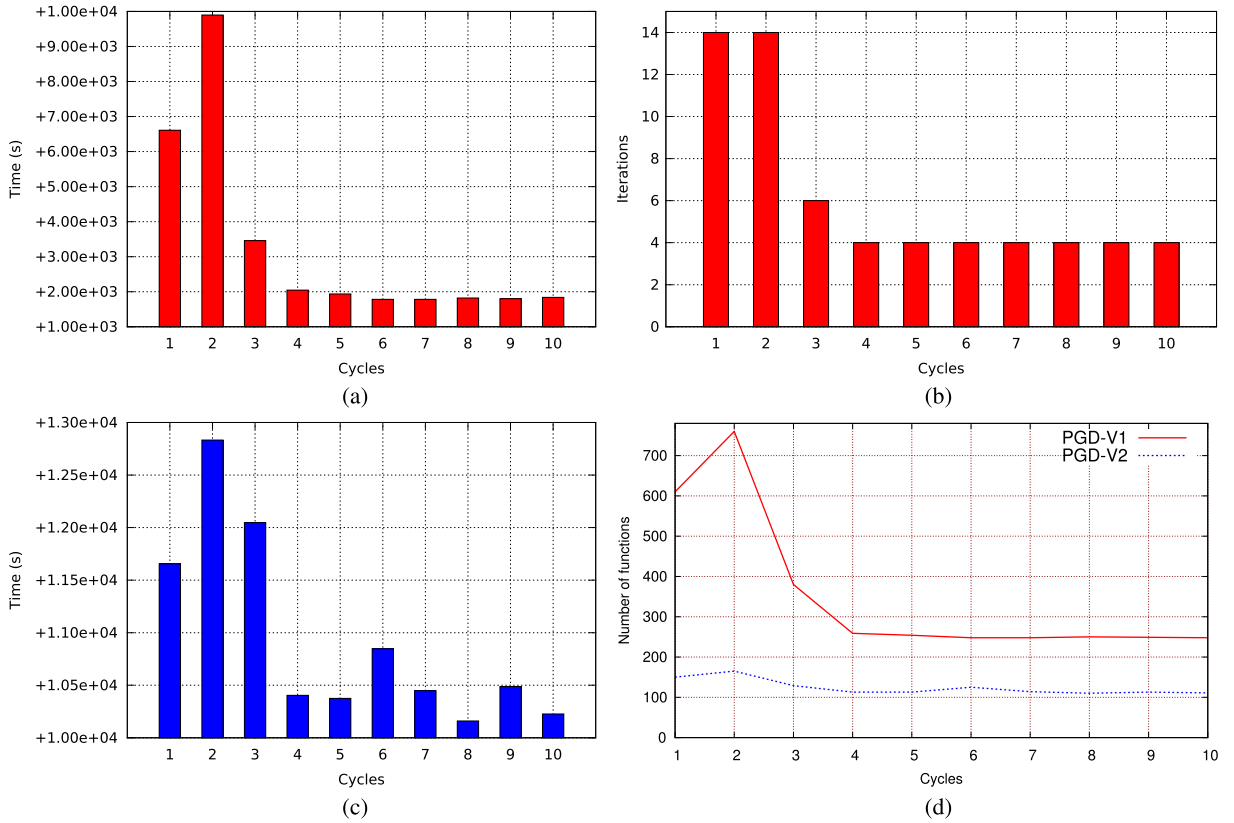 +1.00e+04
+9.00e+03
+8.00e+03
+7.00e+03
+6.00e+03
+5.00e+03
+4.00e+03
+3.00e+03
+2.00e+03
+1.00e+03
Time (s)
1 2 3 4 5 6 7 8 9 10
Cycles
(a)
14
12
10
8
6
4
2
0
Iterations
1 2 3 4 5 6 7 8 9 10
Cycles
(b)
+1.30e+04
+1.25e+04
+1.20e+04
+1.15e+04
+1.10e+04
+1.05e+04
+1.00e+04
Time (s)
1 2 3 4 5 6 7 8 9 10
Cycles
(c)
PGD-V1
PGD-V2
700
600
500
400
300
200
100
0
Number of functions
1 2 3 4 5 6 7 8 9 10
Cycles
(d)